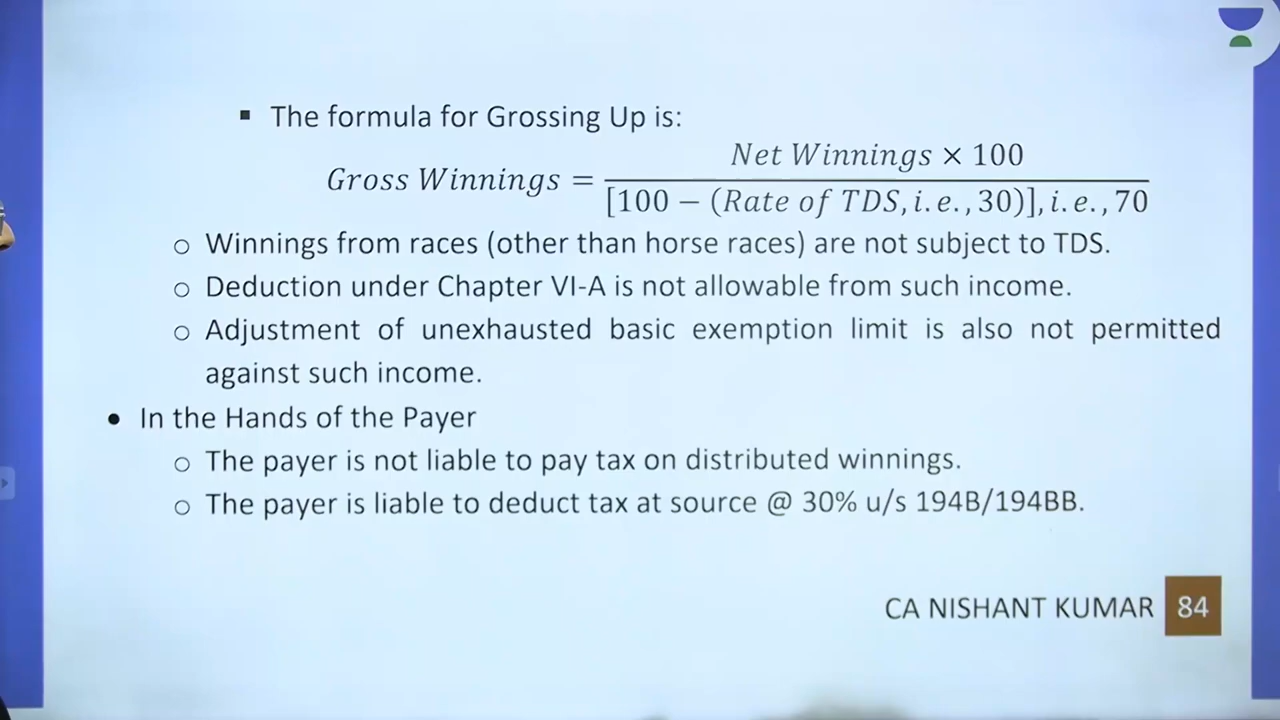 ▪ The formula for Grossing Up is:
Gross Winnings = Net Winnings × 100 / [100 − (Rate of TDS, i.e., 30)], i.e., 70
○ Winnings from races (other than horse races) are not subject to TDS.
○ Deduction under Chapter VI-A is not allowable from such income.
○ Adjustment of unexhausted basic exemption limit is also not permitted
against such income.
• In the Hands of the Payer
○ The payer is not liable to pay tax on distributed winnings.
○ The payer is liable to deduct tax at source @ 30% u/s 194B/194BB.
CA NISHANT KUMAR 84